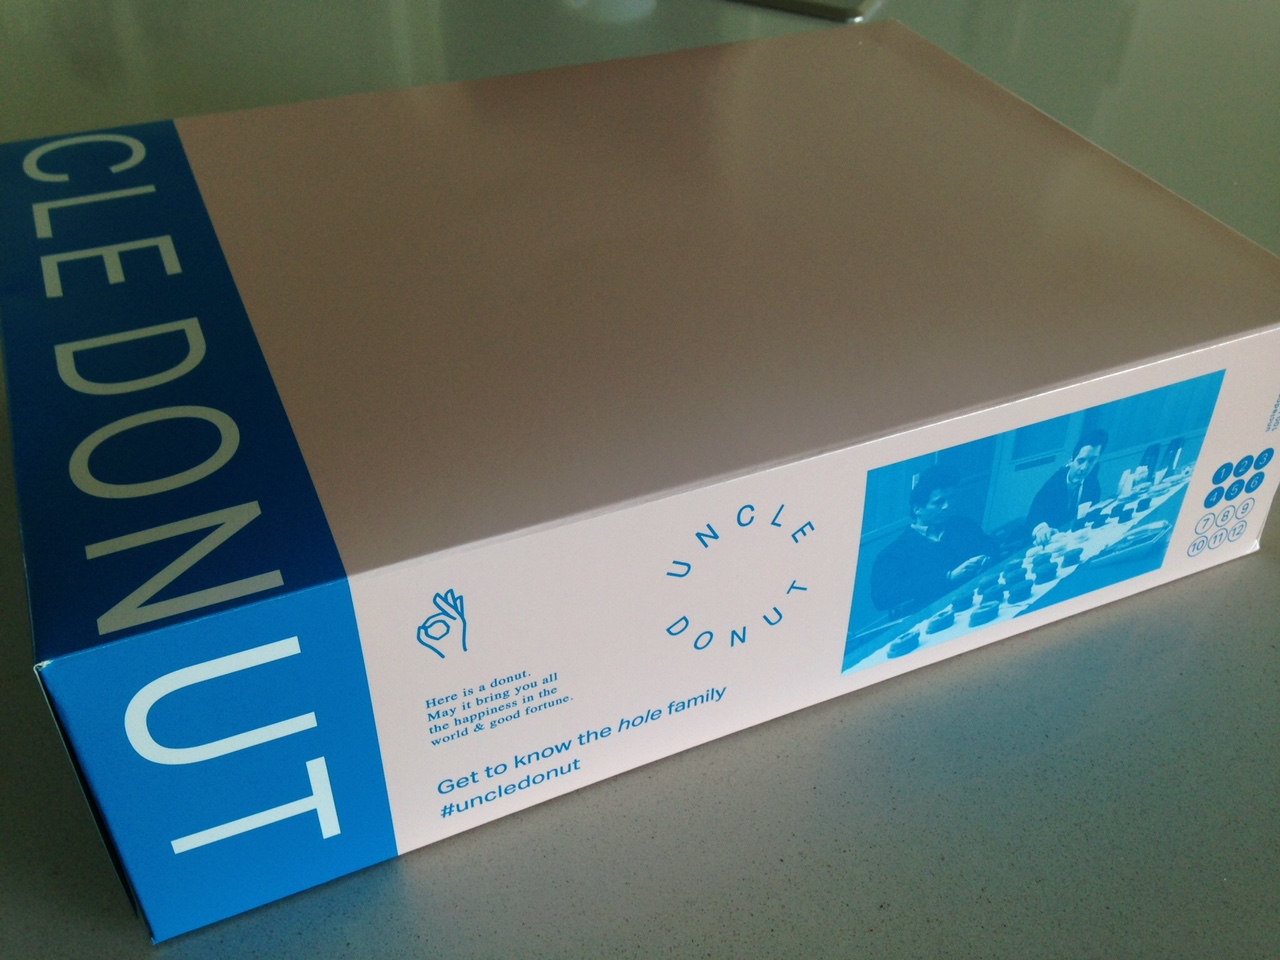 CLE DONUT
Here is a donut.
May it bring you all
the happiness in the
world & good fortune.
Get to know the hole family
#uncledonut
UNCLE
DONUT
1 2 3
4 5 6
7 8 9
10 11 12